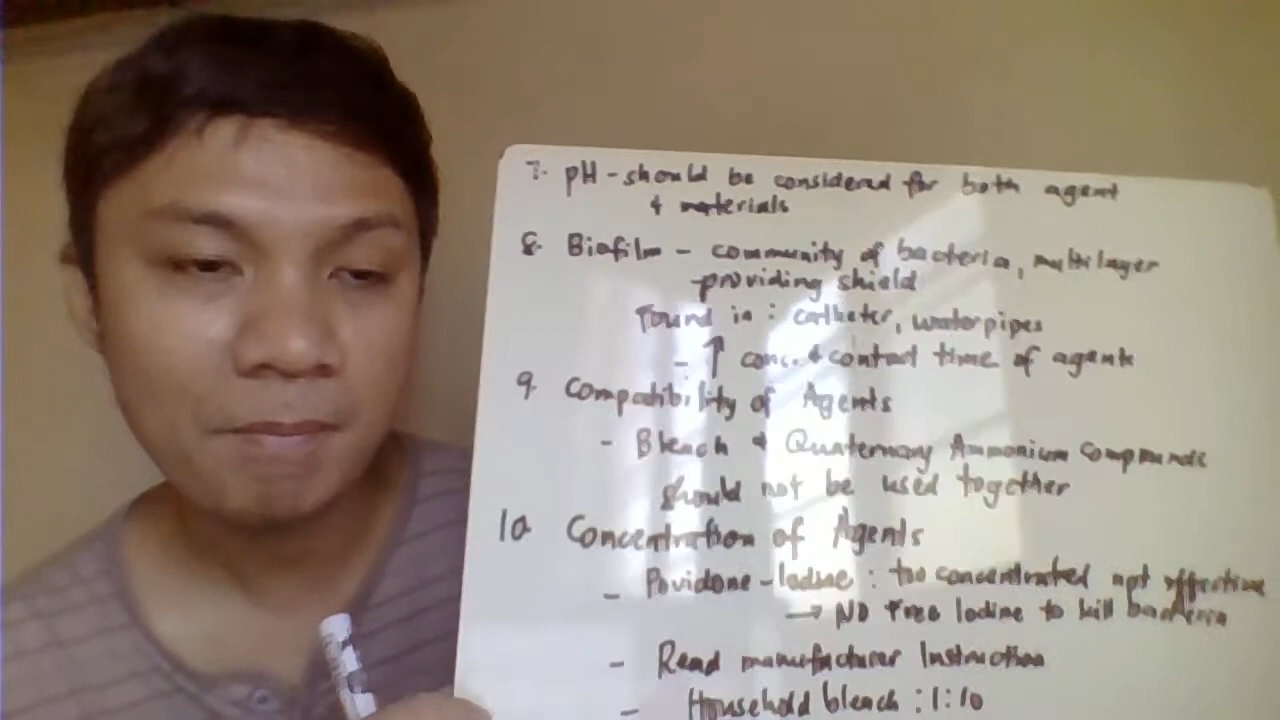 7. pH - should be considered for both agent
& materials
8. Biofilm - community of bacteria, multilayer
- providing shield
Found in : catheter, waterpipes
- ↑ conc. & contact time of agents
9. Compatibility of Agents
- Bleach & Quaternary Ammonium Compounds
should not be used together
10 Concentration of Agents
- Povidone-Iodine : too concentrated not effective
→ No Free Iodine to kill bacteria
- Read manufacturer Instruction
- Household bleach : 1:10